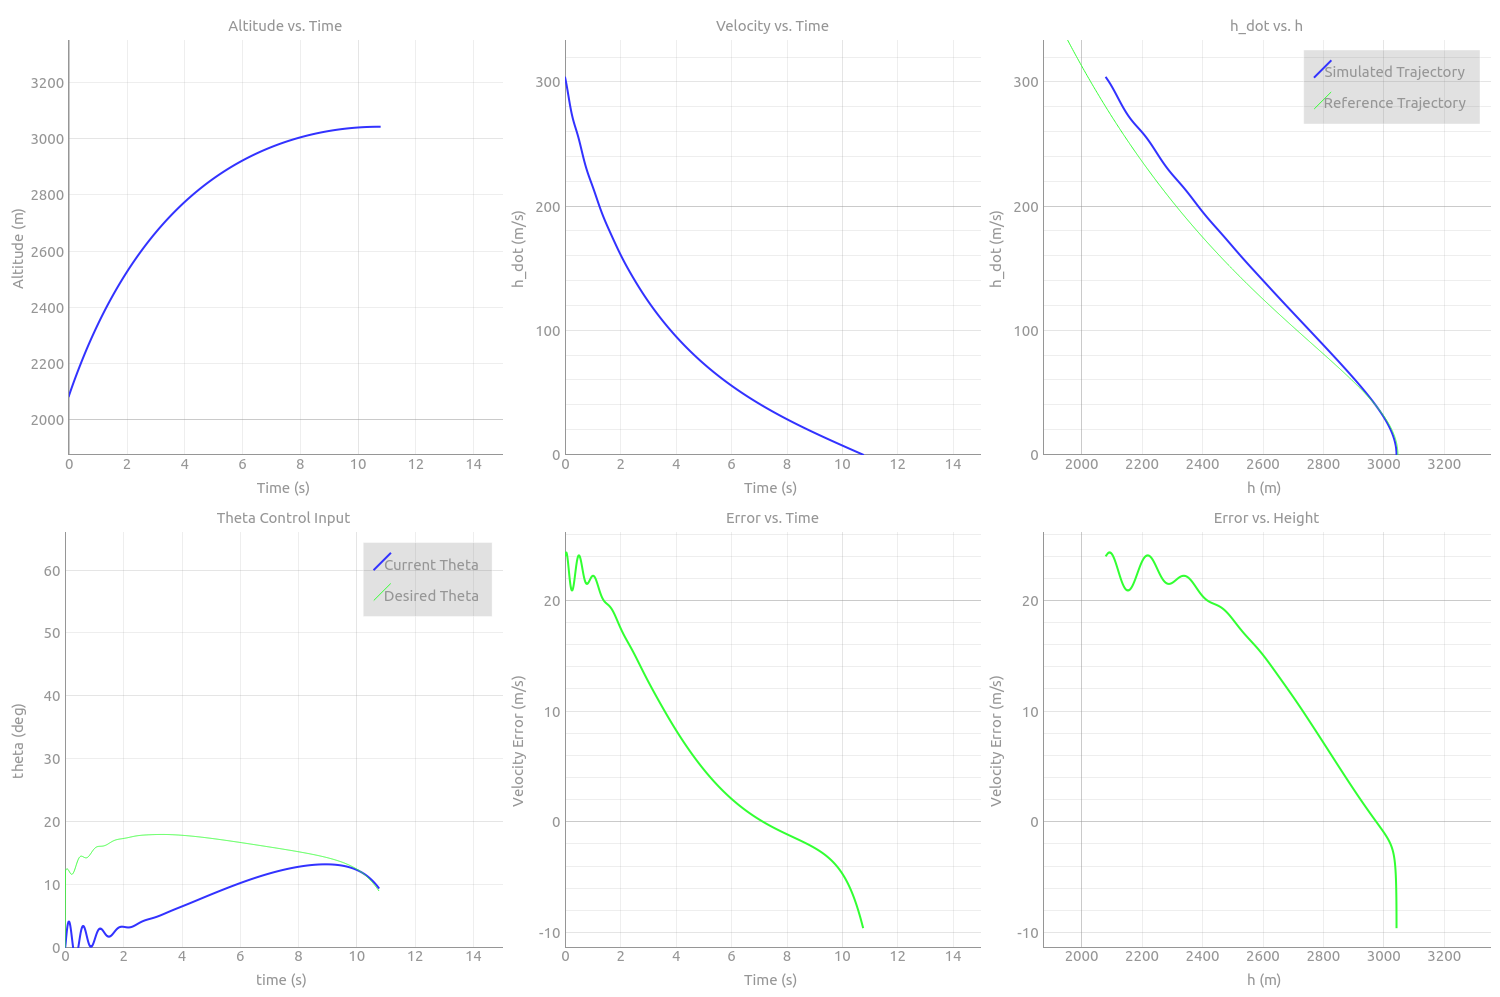 Altitude vs. Time
Altitude (m)
3200
3000
2800
2600
2400
2200
2000
0 2 4 6 8 10 12 14
Time (s)
Velocity vs. Time
h_dot (m/s)
300
200
100
0
0 2 4 6 8 10 12 14
Time (s)
h_dot vs. h
Simulated Trajectory
Reference Trajectory
h_dot (m/s)
300
200
100
0
2000 2200 2400 2600 2800 3000 3200
h (m)
Theta Control Input
Current Theta
Desired Theta
theta (deg)
60
50
40
30
20
10
0
0 2 4 6 8 10 12 14
time (s)
Error vs. Time
Velocity Error (m/s)
20
10
0
-10
0 2 4 6 8 10 12 14
Time (s)
Error vs. Height
Velocity Error (m/s)
20
10
0
-10
2000 2200 2400 2600 2800 3000 3200
h (m)